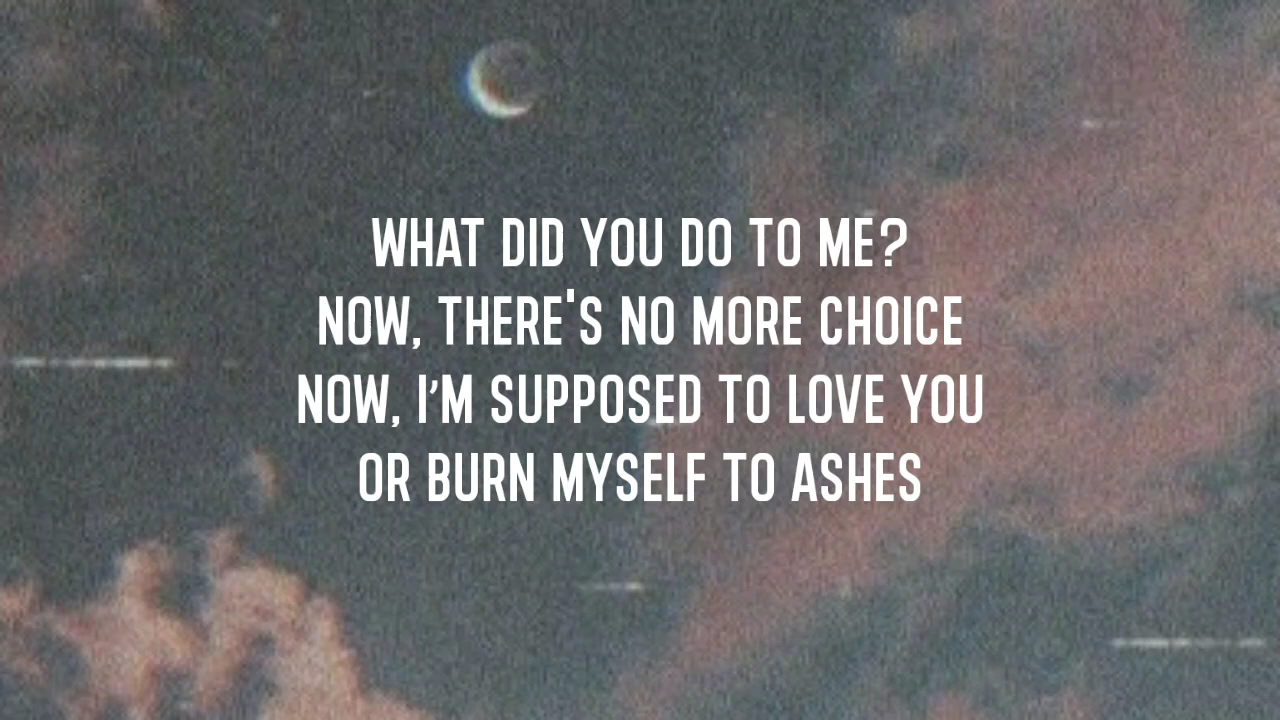 WHAT DID YOU DO TO ME?
NOW, THERE'S NO MORE CHOICE
NOW, I’M SUPPOSED TO LOVE YOU
OR BURN MYSELF TO ASHES